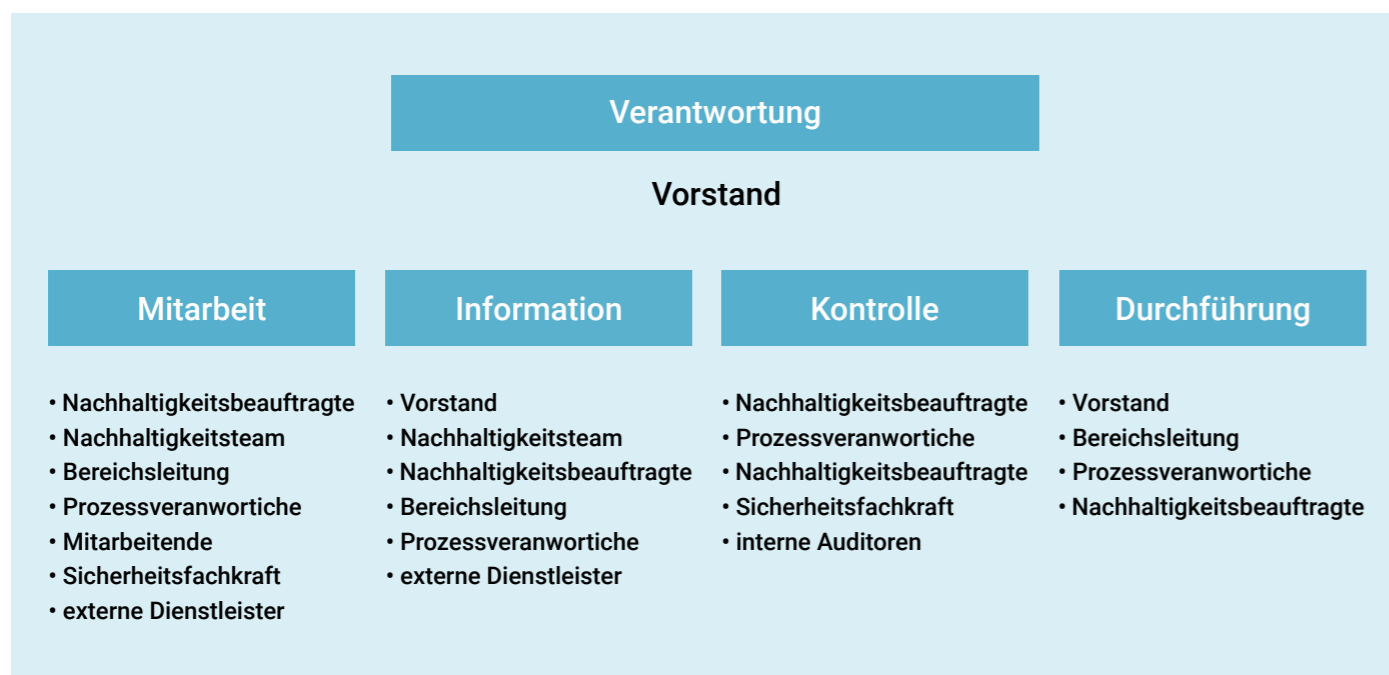 Verantwortung
Vorstand
Mitarbeit
• Nachhaltigkeitsbeauftragte
• Nachhaltigkeitsteam
• Bereichsleitung
• Prozessveranwortiche
• Mitarbeitende
• Sicherheitsfachkraft
• externe Dienstleister
Information
• Vorstand
• Nachhaltigkeitsteam
• Nachhaltigkeitsbeauftragte
• Bereichsleitung
• Prozessveranwortiche
• externe Dienstleister
Kontrolle
• Nachhaltigkeitsbeauftragte
• Prozessveranwortiche
• Nachhaltigkeitsbeauftragte
• Sicherheitsfachkraft
• interne Auditoren
Durchführung
• Vorstand
• Bereichsleitung
• Prozessveranwortiche
• Nachhaltigkeitsbeauftragte